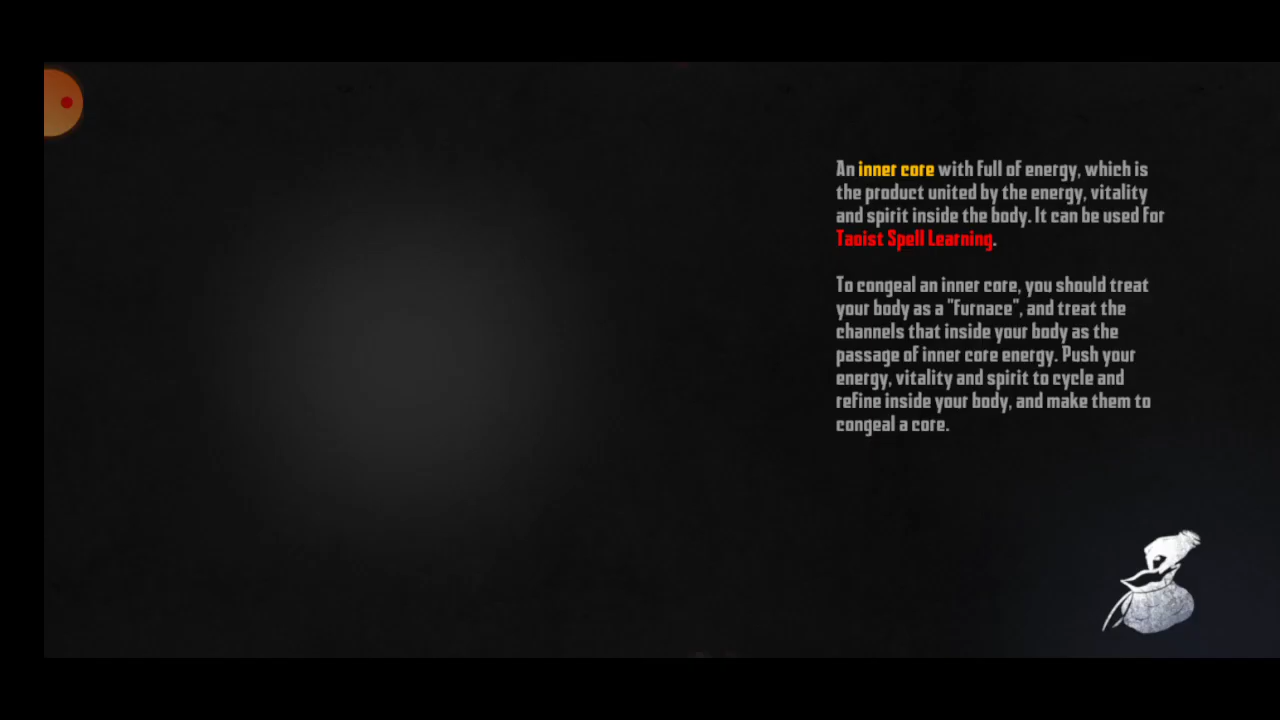 An inner core with full of energy, which is
the product united by the energy, vitality
and spirit inside the body. It can be used for
Taoist Spell Learning.
To congeal an inner core, you should treat
your body as a "furnace", and treat the
channels that inside your body as the
passage of inner core energy. Push your
energy, vitality and spirit to cycle and
refine inside your body, and make them to
congeal a core.